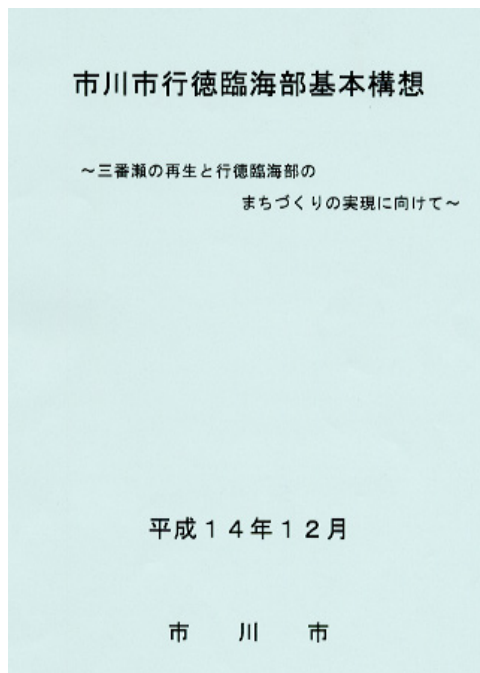 市川市行徳臨海部基本構想
～三番瀬の再生と行徳臨海部の
まちづくりの実現に向けて～
平成１４年１２月
市　川　市